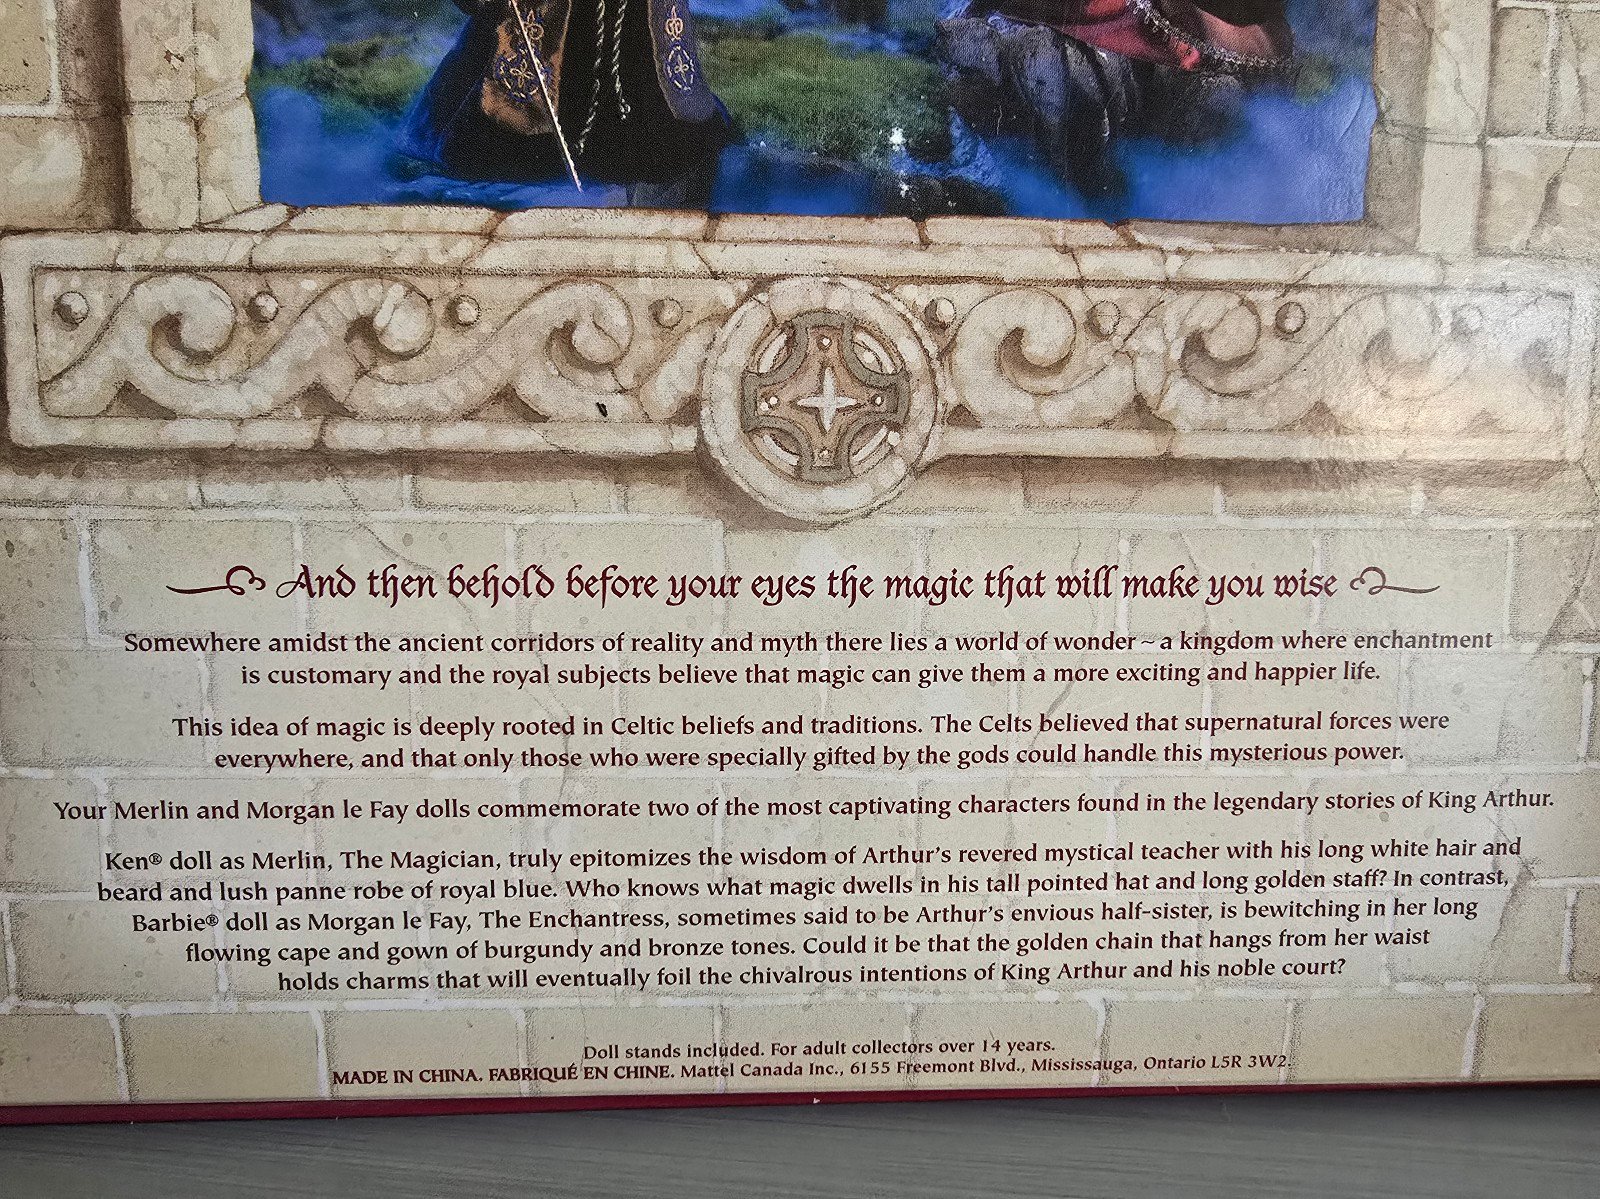 And then behold before your eyes the magic that will make you wise
Somewhere amidst the ancient corridors of reality and myth there lies a world of wonder ~ a kingdom where enchantment
is customary and the royal subjects believe that magic can give them a more exciting and happier life.
This idea of magic is deeply rooted in Celtic beliefs and traditions. The Celts believed that supernatural forces were
everywhere, and that only those who were specially gifted by the gods could handle this mysterious power.
Your Merlin and Morgan le Fay dolls commemorate two of the most captivating characters found in the legendary stories of King Arthur.
Ken® doll as Merlin, The Magician, truly epitomizes the wisdom of Arthur's revered mystical teacher with his long white hair and
beard and lush panne robe of royal blue. Who knows what magic dwells in his tall pointed hat and long golden staff? In contrast,
Barbie® doll as Morgan le Fay, The Enchantress, sometimes said to be Arthur's envious half-sister, is bewitching in her long
flowing cape and gown of burgundy and bronze tones. Could it be that the golden chain that hangs from her waist
holds charms that will eventually foil the chivalrous intentions of King Arthur and his noble court?
Doll stands included. For adult collectors over 14 years.
MADE IN CHINA. FABRIQUÉ EN CHINE. Mattel Canada Inc., 6155 Freemont Blvd., Mississauga, Ontario L5R 3W2.